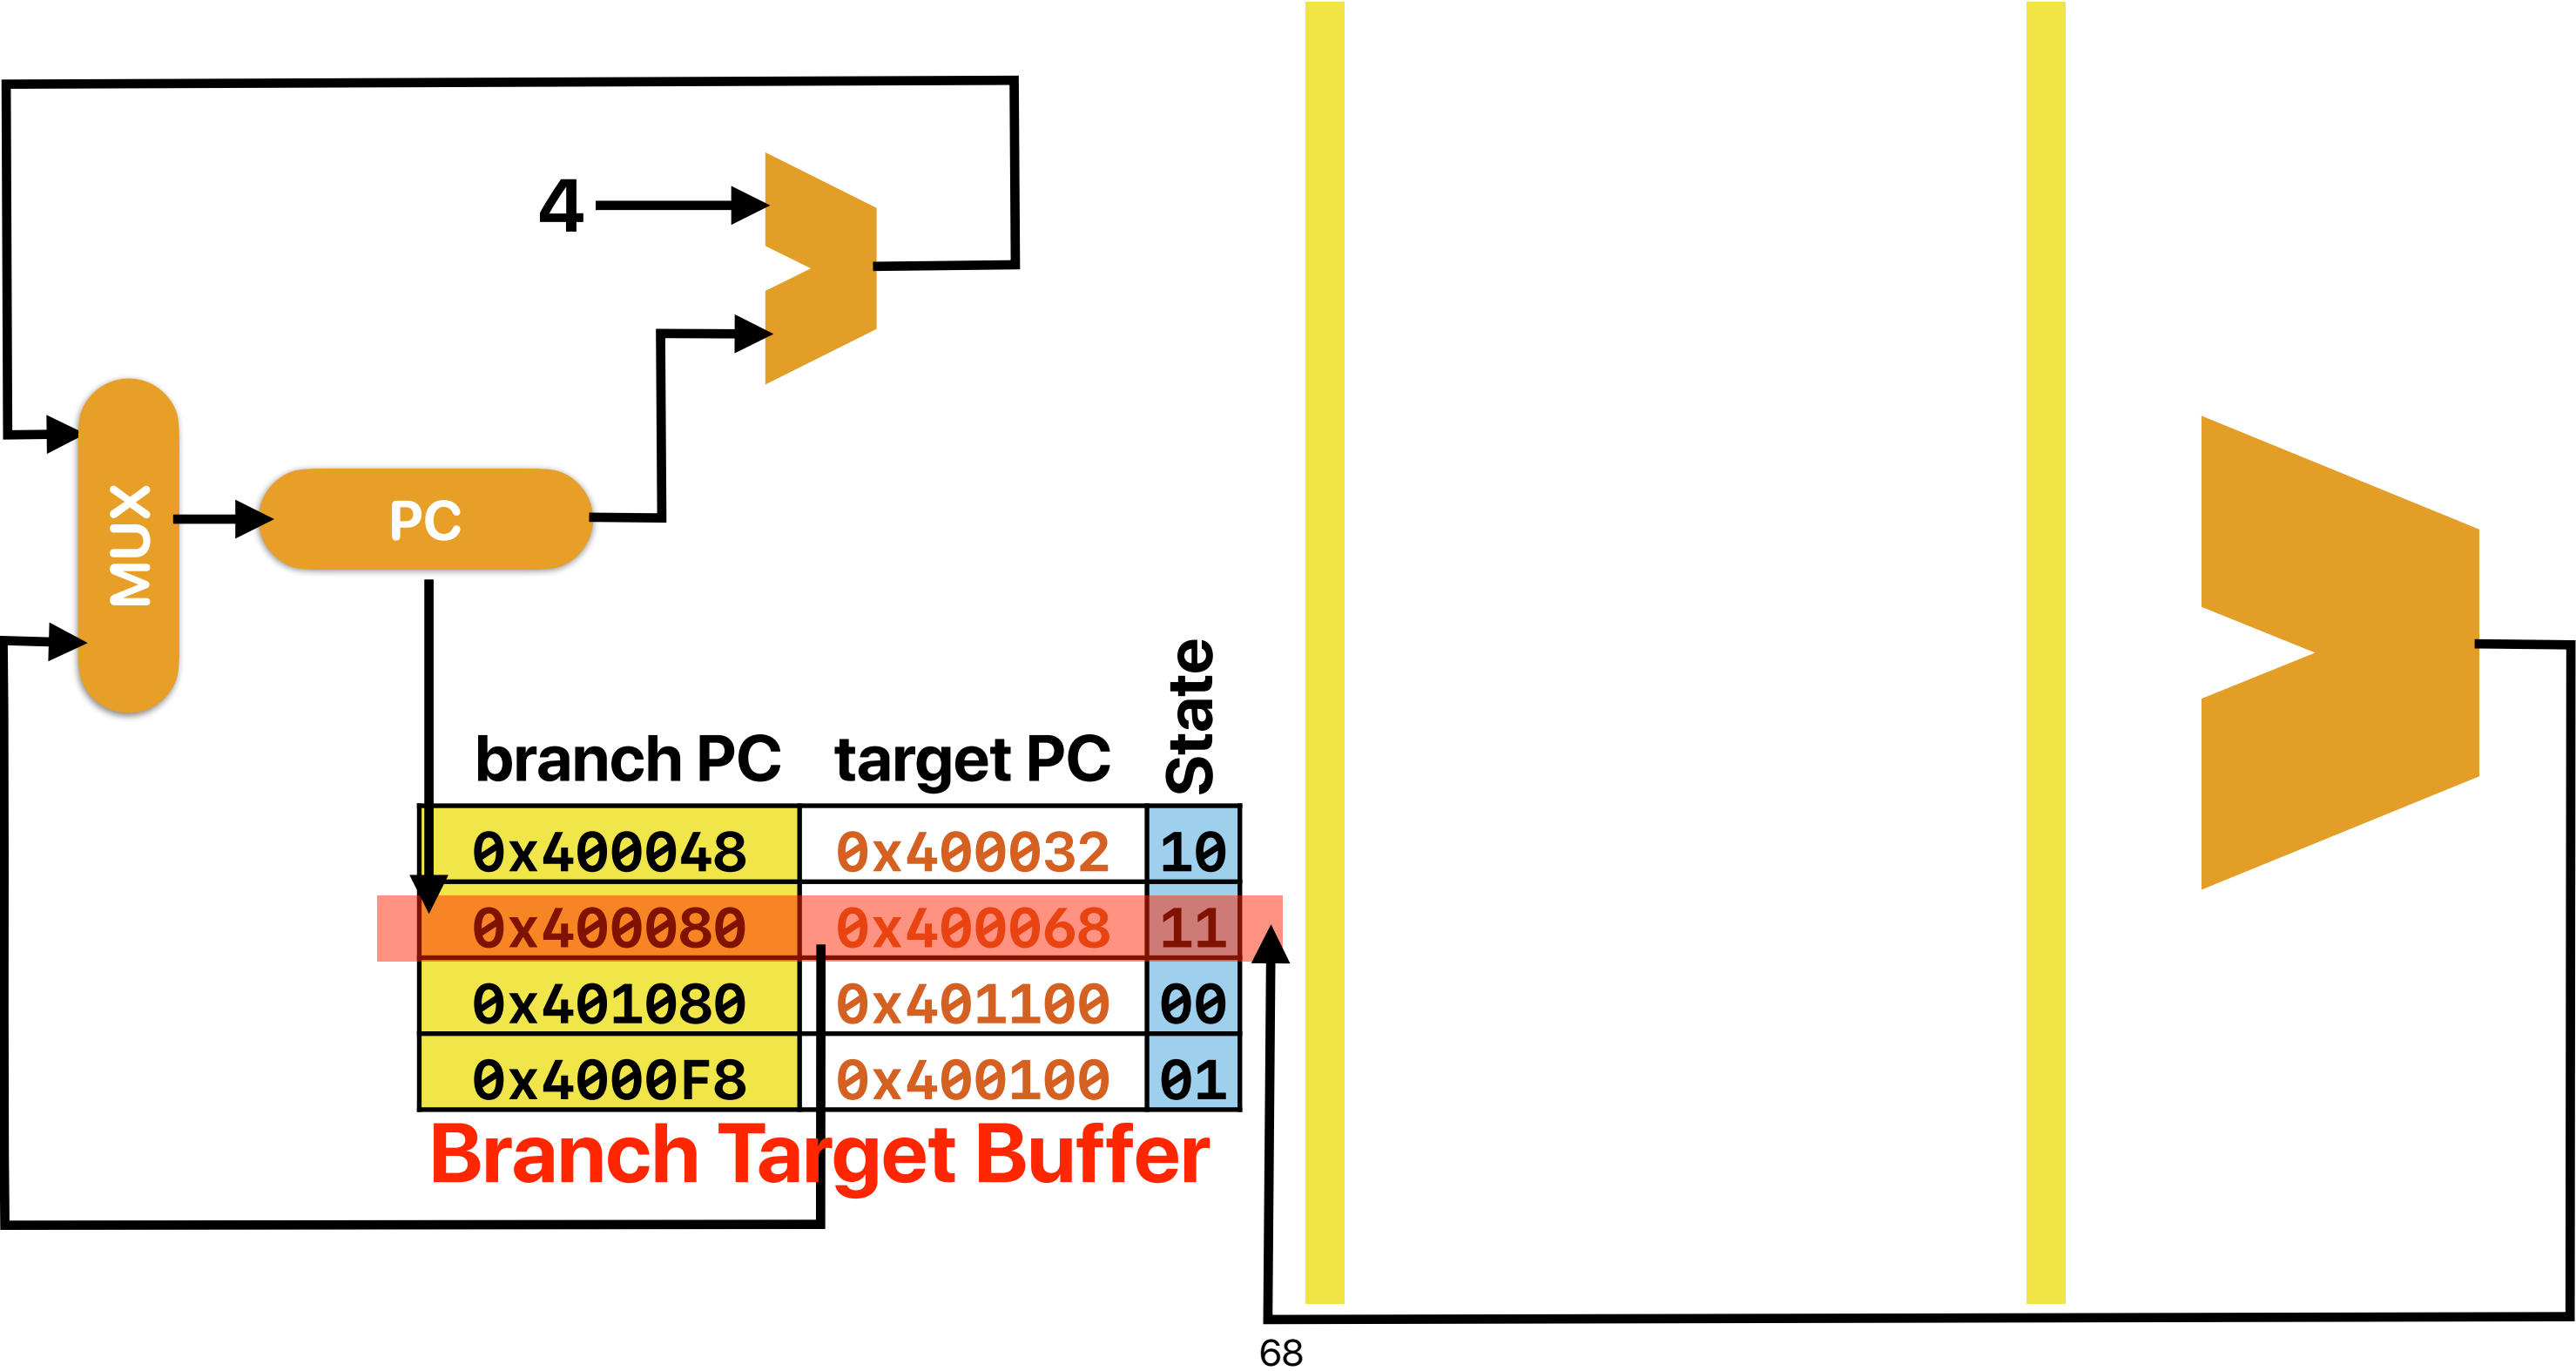 4
MUX
PC
branch PC target PC State
0x400048 0x400032 10
0x400080 0x400068 11
0x401080 0x401100 00
0x4000F8 0x400100 01
Branch Target Buffer
68